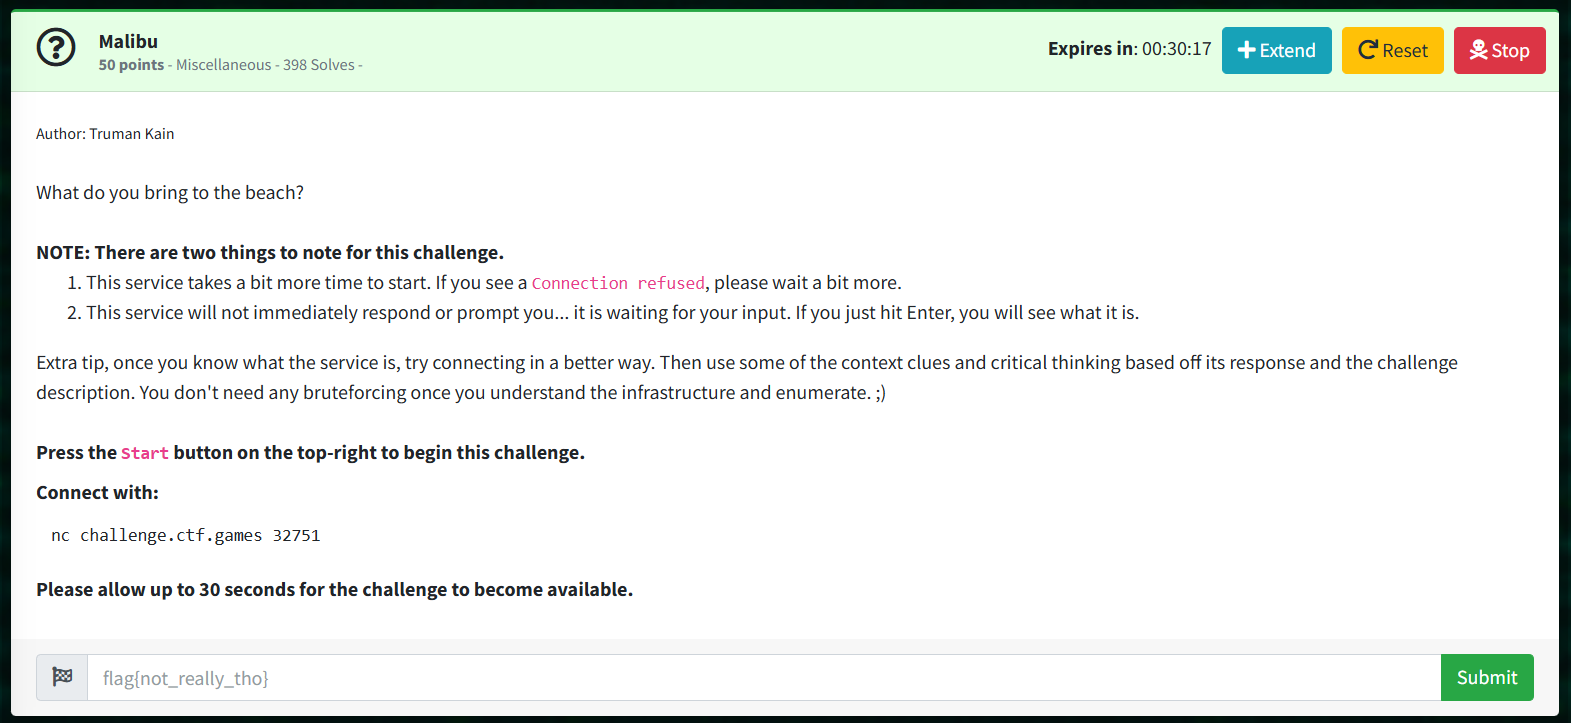 Malibu
50 points - Miscellaneous - 398 Solves -
Expires in: 00:30:17
Extend
Reset
Stop
Author: Truman Kain
What do you bring to the beach?
NOTE: There are two things to note for this challenge.
1. This service takes a bit more time to start. If you see a Connection refused, please wait a bit more.
2. This service will not immediately respond or prompt you... it is waiting for your input. If you just hit Enter, you will see what it is.
Extra tip, once you know what the service is, try connecting in a better way. Then use some of the context clues and critical thinking based off its response and the challenge
description. You don't need any bruteforcing once you understand the infrastructure and enumerate. ;)
Press the Start button on the top-right to begin this challenge.
Connect with:
nc challenge.ctf.games 32751
Please allow up to 30 seconds for the challenge to become available.
flag{not_really_tho}
Submit